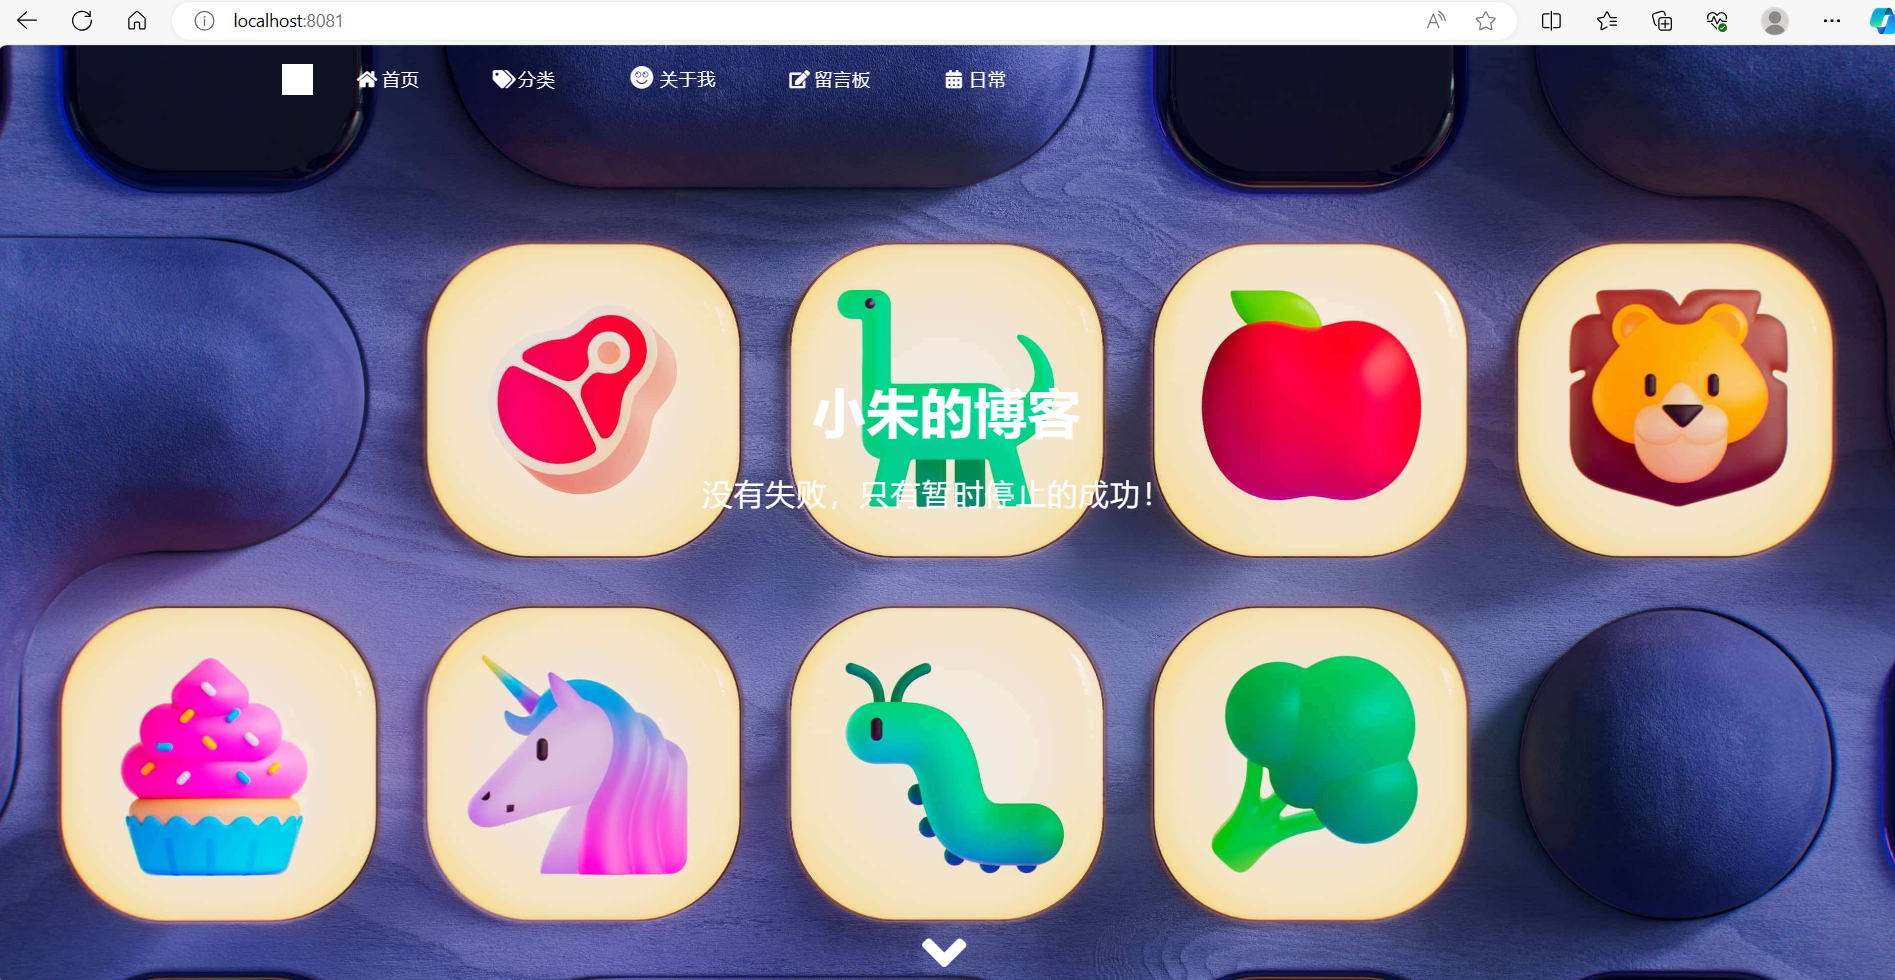 localhost:8081
首页 分类 关于我 留言板 日常
小朱的博客
没有失败，只有暂时停止的成功！